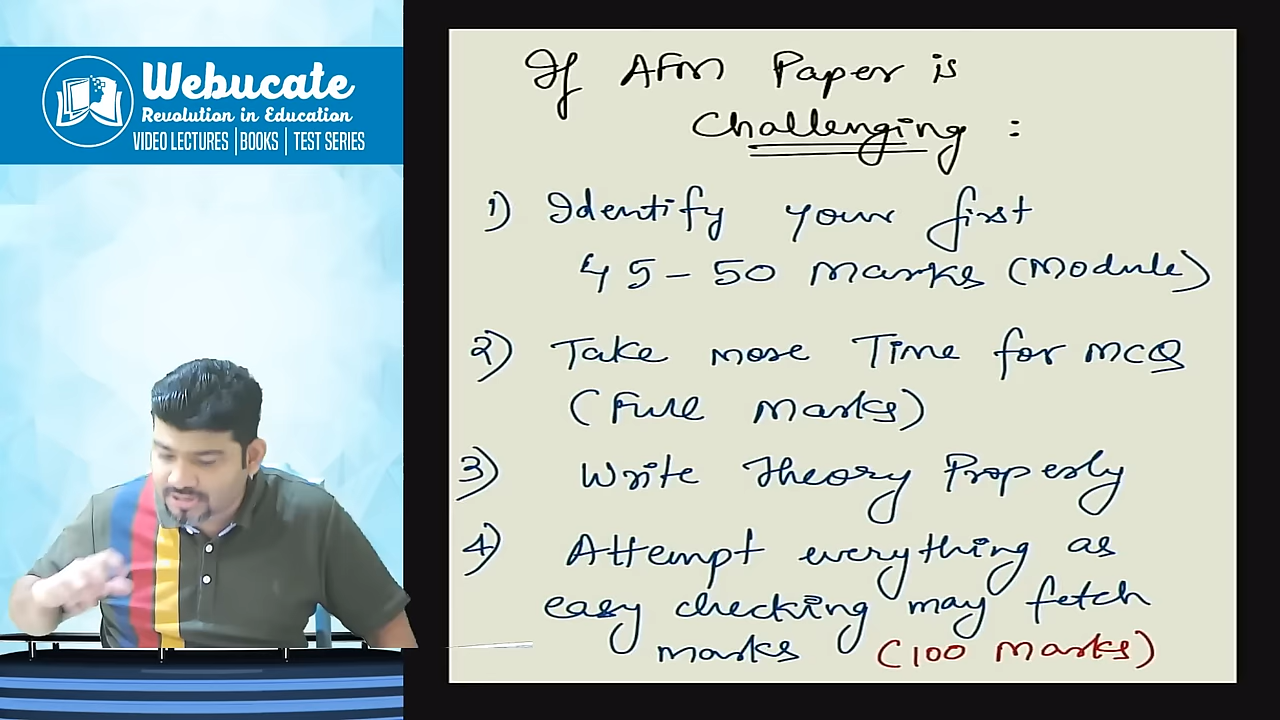 Webucate
Revolution in Education
VIDEO LECTURES | BOOKS | TEST SERIES
If AFM Paper is
Challenging :
1) Identify your first
45-50 Marks (Module)
2) Take more Time for MCQ
(Full Marks)
3) Write Theory Properly
4) Attempt everything as
easy checking may fetch
marks (100 Marks)